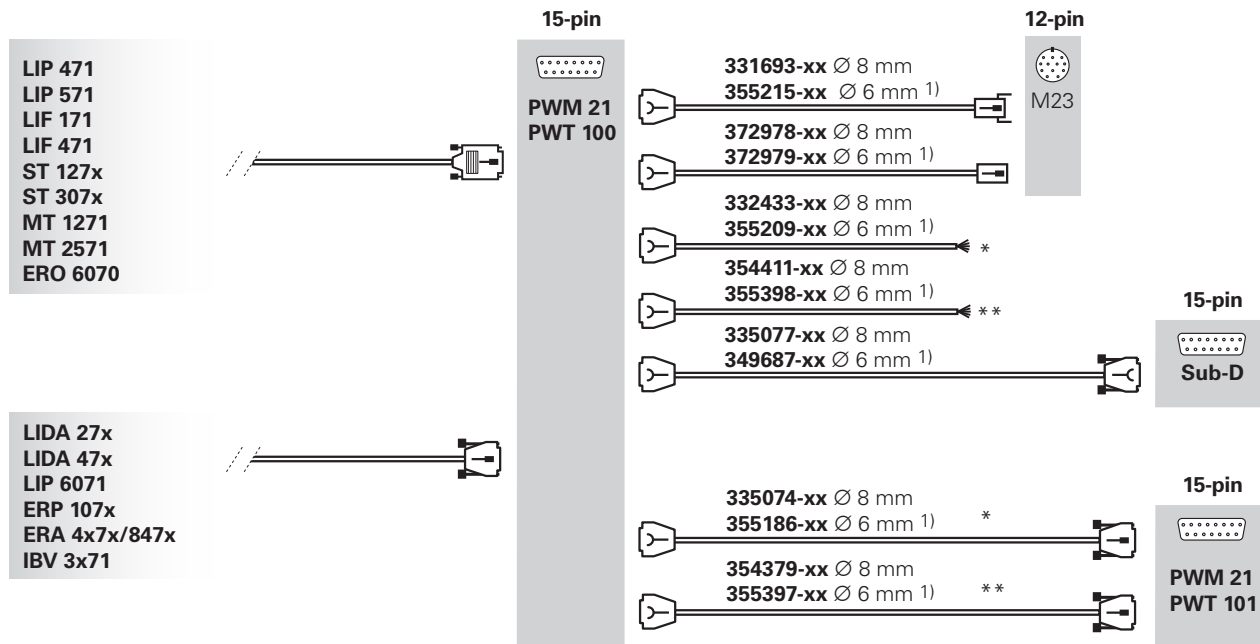 15-pin
12-pin
LIP 471
LIP 571
LIF 171
LIF 471
ST 127x
ST 307x
MT 1271
MT 2571
ERO 6070
PWM 21
PWT 100
331693-xx Ø 8 mm
355215-xx Ø 6 mm 1)
M23
372978-xx Ø 8 mm
372979-xx Ø 6 mm 1)
332433-xx Ø 8 mm
355209-xx Ø 6 mm 1)
*
354411-xx Ø 8 mm
355398-xx Ø 6 mm 1)
**
335077-xx Ø 8 mm
349687-xx Ø 6 mm 1)
15-pin
Sub-D
LIDA 27x
LIDA 47x
LIP 6071
ERP 107x
ERA 4x7x/847x
IBV 3x71
335074-xx Ø 8 mm
355186-xx Ø 6 mm 1) *
354379-xx Ø 8 mm
355397-xx Ø 6 mm 1) **
15-pin
PWM 21
PWT 101